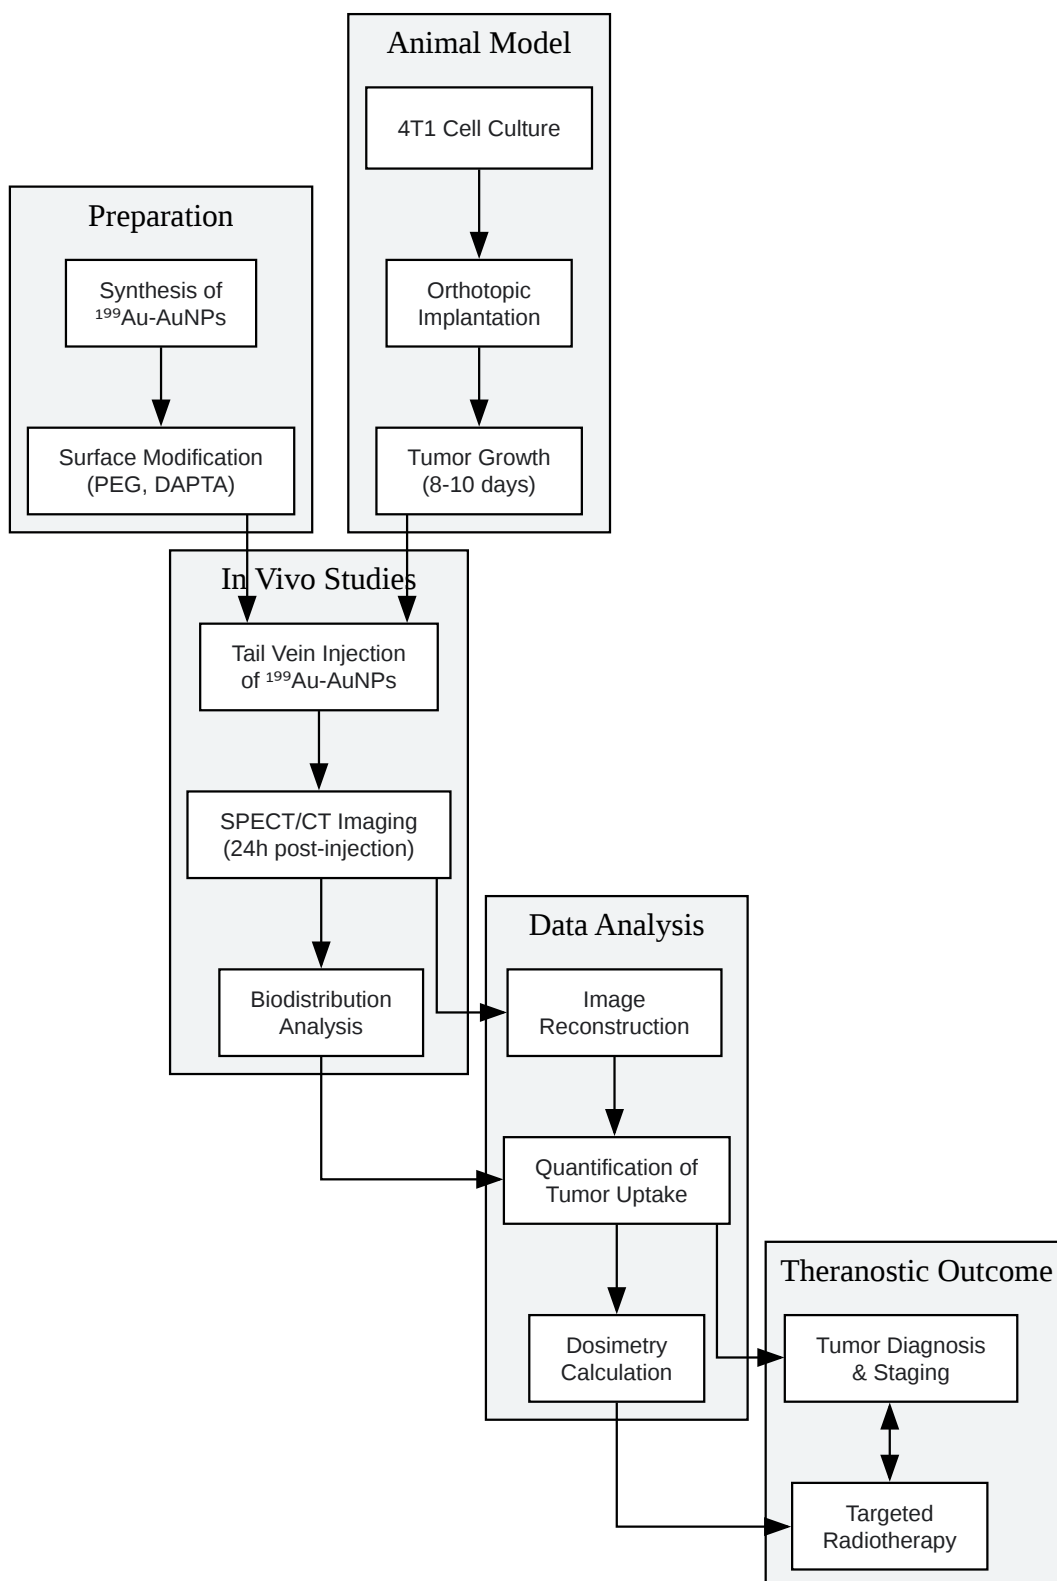 Animal Model
4T1 Cell Culture
Orthotopic
Implantation
Tumor Growth
(8-10 days)
Preparation
Synthesis of
¹⁹⁹Au-AuNPs
Surface Modification
(PEG, DAPTA)
In Vivo Studies
Tail Vein Injection
of ¹⁹⁹Au-AuNPs
SPECT/CT Imaging
(24h post-injection)
Biodistribution
Analysis
Data Analysis
Image
Reconstruction
Quantification of
Tumor Uptake
Dosimetry
Calculation
Theranostic Outcome
Tumor Diagnosis
& Staging
Targeted
Radiotherapy